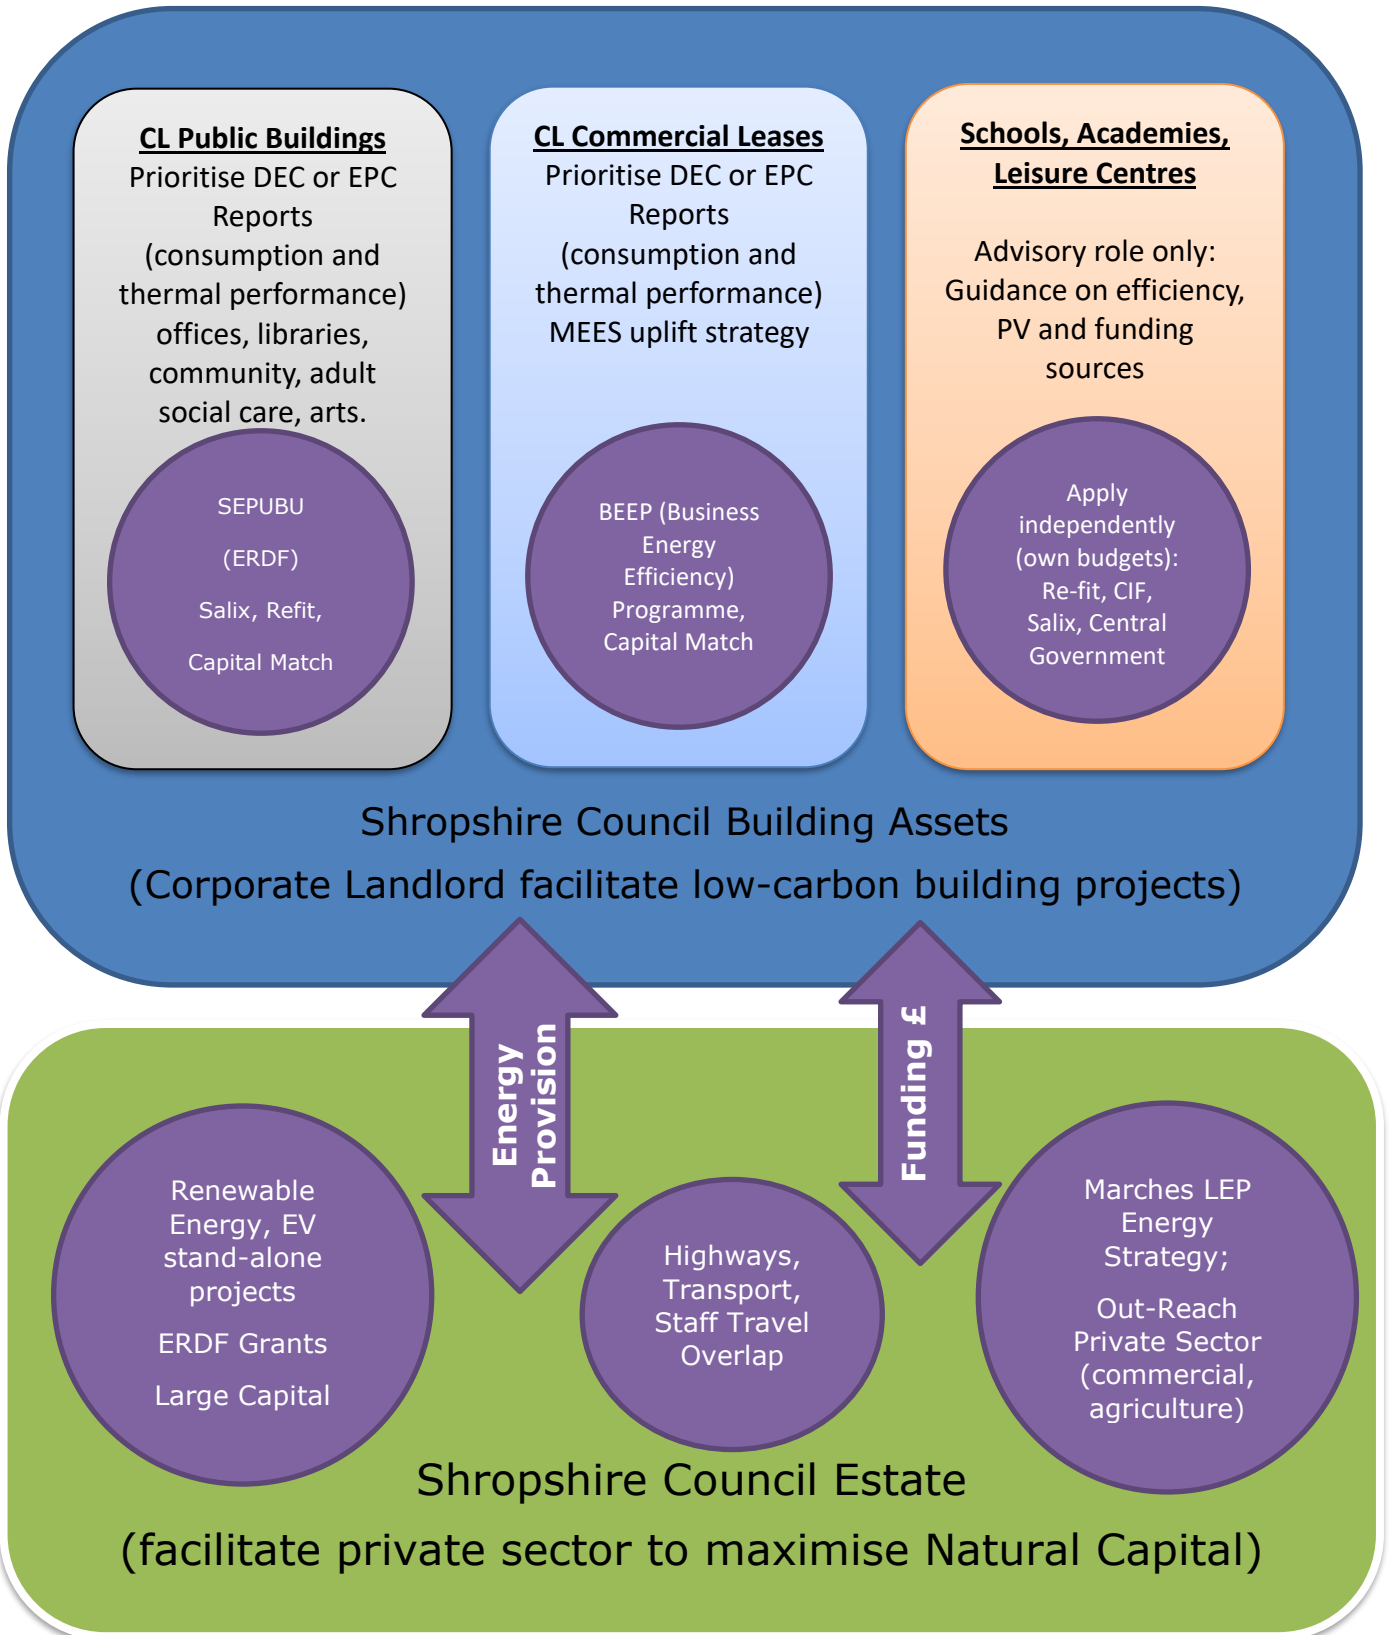 CL Public Buildings
Prioritise DEC or EPC
Reports
(consumption and
thermal performance)
offices, libraries,
community, adult
social care, arts.
SEPUBU
(ERDF)
Salix, Refit,
Capital Match
CL Commercial Leases
Prioritise DEC or EPC
Reports
(consumption and
thermal performance)
MEES uplift strategy
BEEP (Business
Energy
Efficiency)
Programme,
Capital Match
Schools, Academies,
Leisure Centres
Advisory role only:
Guidance on efficiency,
PV and funding
sources
Apply
independently
(own budgets):
Re-fit, CIF,
Salix, Central
Government
Shropshire Council Building Assets
(Corporate Landlord facilitate low-carbon building projects)
Energy
Provision
Funding £
Renewable
Energy, EV
stand-alone
projects
ERDF Grants
Large Capital
Highways,
Transport,
Staff Travel
Overlap
Marches LEP
Energy
Strategy;
Out-Reach
Private Sector
(commercial,
agriculture)
Shropshire Council Estate
(facilitate private sector to maximise Natural Capital)